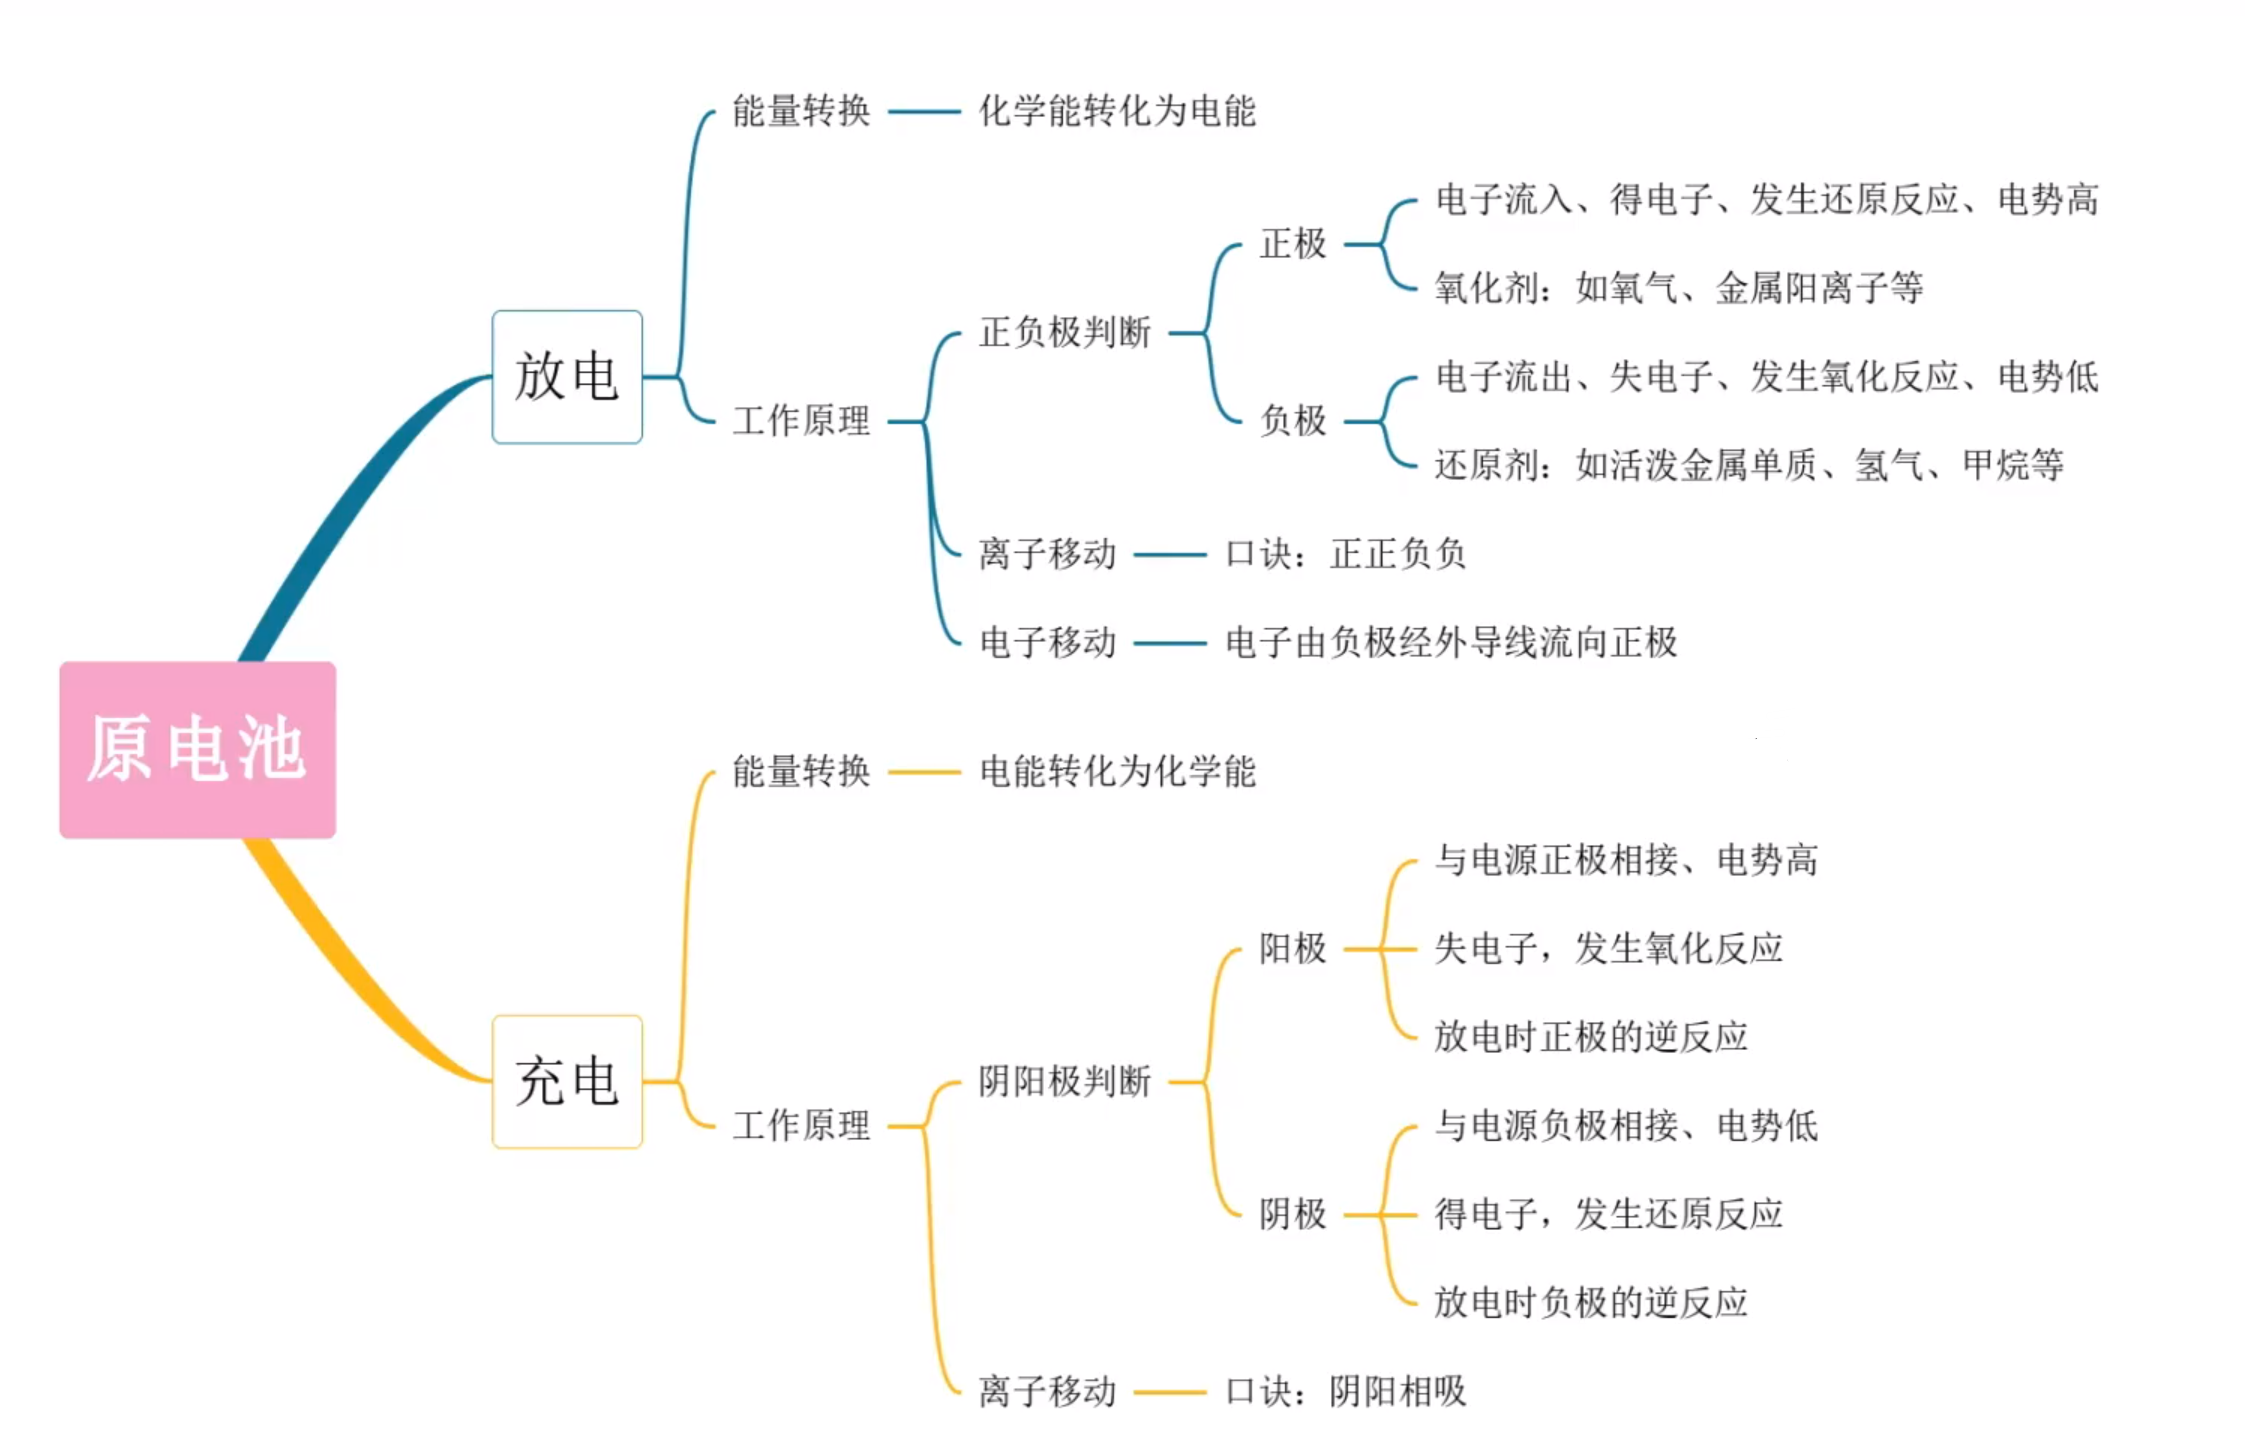 原电池
放电
能量转换
化学能转化为电能
工作原理
正负极判断
正极
电子流入、得电子、发生还原反应、电势高
氧化剂：如氧气、金属阳离子等
负极
电子流出、失电子、发生氧化反应、电势低
还原剂：如活泼金属单质、氢气、甲烷等
离子移动
口诀：正正负负
电子移动
电子由负极经外导线流向正极
充电
能量转换
电能转化为化学能
工作原理
阴阳极判断
阳极
与电源正极相接、电势高
失电子，发生氧化反应
放电时正极的逆反应
阴极
与电源负极相接、电势低
得电子，发生还原反应
放电时负极的逆反应
离子移动
口诀：阴阳相吸